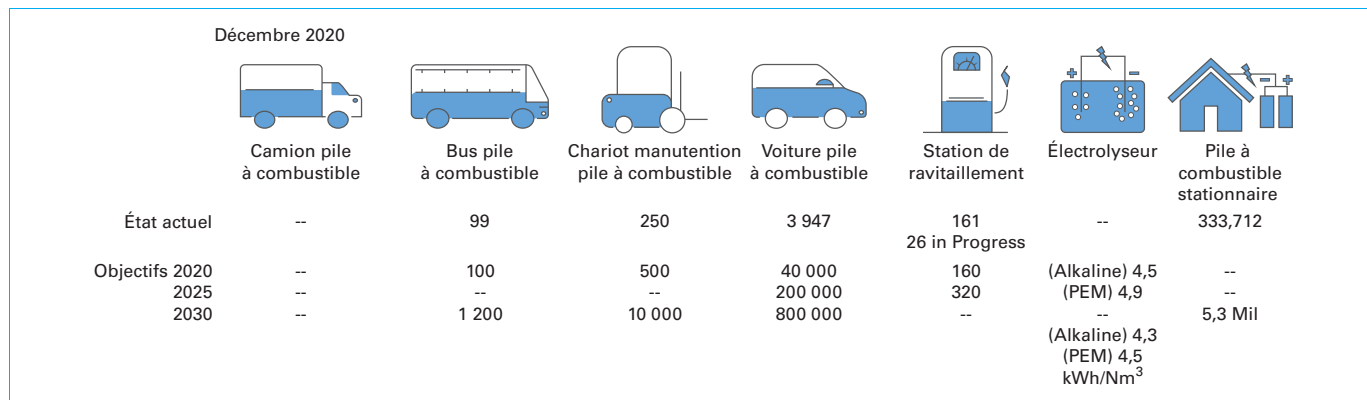 Décembre 2020
+ –
– +
Camion pile
à combustible
Bus pile
à combustible
Chariot manutention
pile à combustible
Voiture pile
à combustible
Station de
ravitaillement
Électrolyseur
Pile à
combustible
stationnaire
État actuel -- 99 250 3 947 161 -- 333,712
26 in Progress
Objectifs 2020 -- 100 500 40 000 160 (Alkaline) 4,5 --
2025 -- -- -- 200 000 320 (PEM) 4,9 --
2030 -- 1 200 10 000 800 000 -- -- 5,3 Mil
(Alkaline) 4,3
(PEM) 4,5
kWh/Nm³